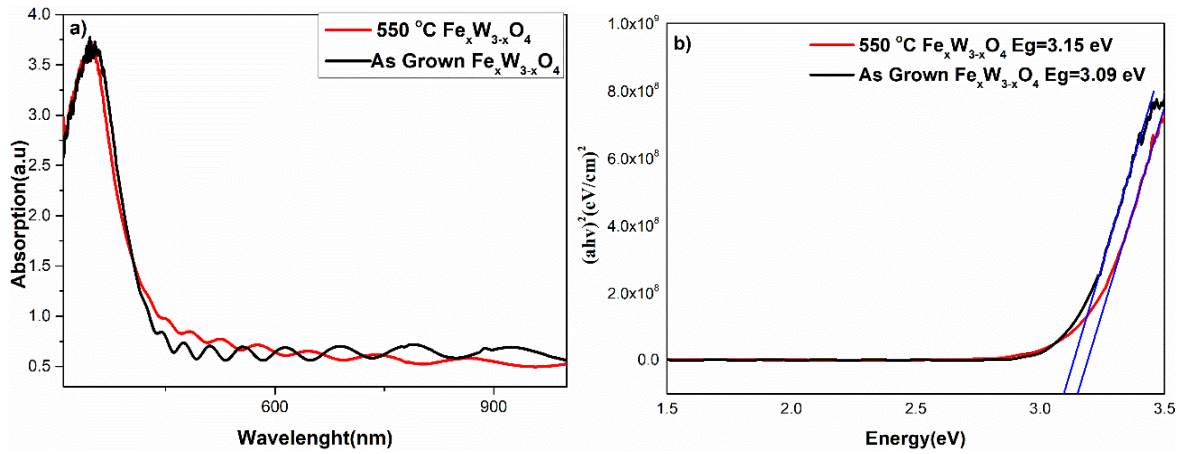 a)
550 °C FeₓW₃₋ₓO₄
As Grown FeₓW₃₋ₓO₄
4.0
3.5
3.0
2.5
2.0
1.5
1.0
0.5
Absorption(a.u)
600
900
Wavelenght(nm)
b)
550 °C FeₓW₃₋ₓO₄ Eg=3.15 eV
As Grown FeₓW₃₋ₓO₄ Eg=3.09 eV
1.0x10⁹
8.0x10⁸
6.0x10⁸
4.0x10⁸
2.0x10⁸
0.0
(ahv)²(eV/cm)²
1.5
2.0
2.5
3.0
3.5
Energy(eV)